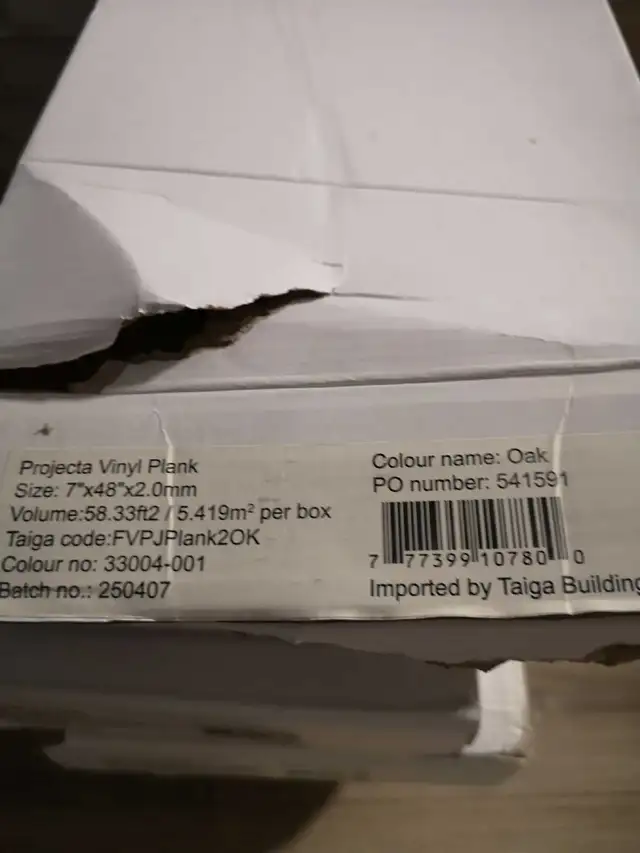 Projecta Vinyl Plank
Size: 7"x48"x2.0mm
Volume:58.33ft2 / 5.419m² per box
Taiga code:FVPJPlank2OK
Colour no: 33004-001
Batch no.: 250407
Colour name: Oak
PO number: 541591
7 77399 10780 0
Imported by Taiga Building